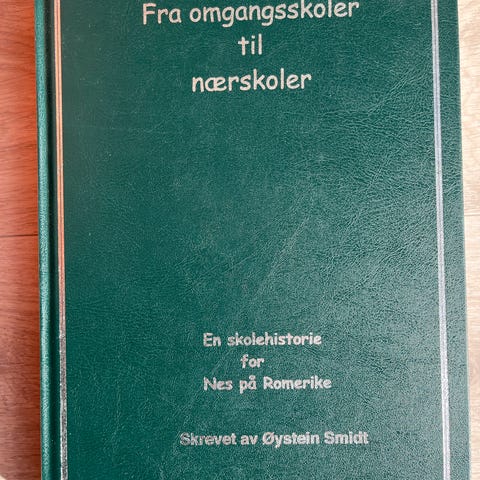 Fra omgangsskoler
til
nærskoler
En skolehistorie
for
Nes på Romerike
Skrevet av Øystein Smidt